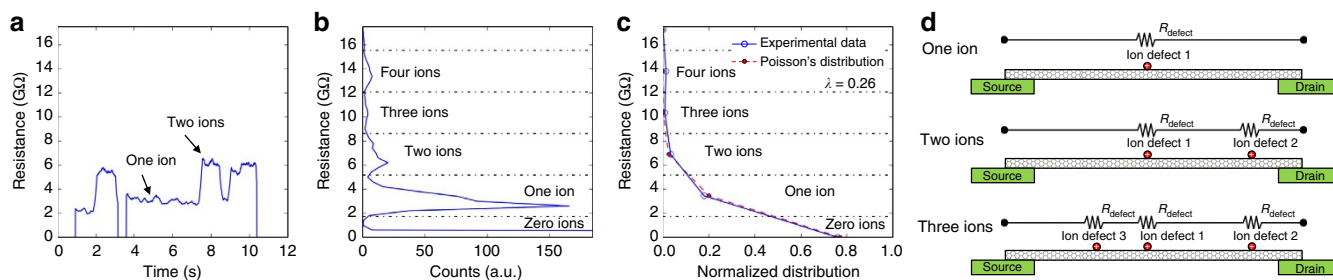 a
Resistance (GΩ)
16
14
12
10
8
6
4
2
0
Two ions
One ion
0 2 4 6 8 10 12
Time (s)
b
Resistance (GΩ)
16
14
12
10
8
6
4
2
0
Four ions
Three ions
Two ions
One ion
Zero ions
0 50 100 150
Counts (a.u.)
c
Resistance (GΩ)
16
14
12
10
8
6
4
2
0
Experimental data
Poisson's distribution
λ = 0.26
Four ions
Three ions
Two ions
One ion
Zero ions
0.0 0.2 0.4 0.6 0.8 1.0
Normalized distribution
d
One ion
Rdefect
Ion defect 1
Source Drain
Two ions
Rdefect Rdefect
Ion defect 1 Ion defect 2
Source Drain
Three ions
Rdefect Rdefect Rdefect
Ion defect 3 Ion defect 1 Ion defect 2
Source Drain